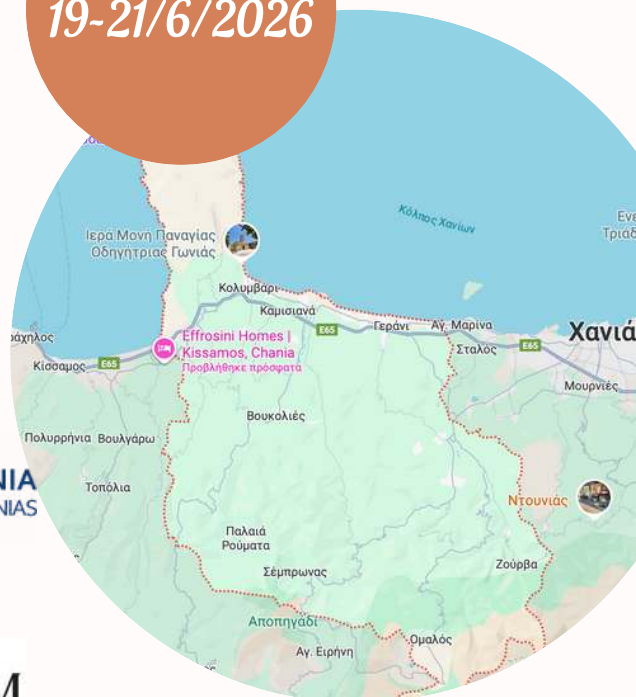 19-21/6/2026
Ιερά Μονή Παναγίας
Οδηγήτριας Γωνιάς
Κόλπος Χανίων
Κολυμβάρι
Καμισιανά
E65
Γεράνι
Αγ. Μαρίνα
Χανιά
Effrosini Homes |
Kissamos, Chania
Προβλήθηκε πρόσφατα
Σταλός
E65
Κίσσαμος
E65
Μουρνιές
Βουκολιές
Πολυρρήνια
Βουλγάρω
Τοπόλια
Ντουνιάς
Παλαιά
Ρούματα
Σέμπρωνας
Ζούρβα
Αποπηγάδι
Ομαλός
Αγ. Ειρήνη